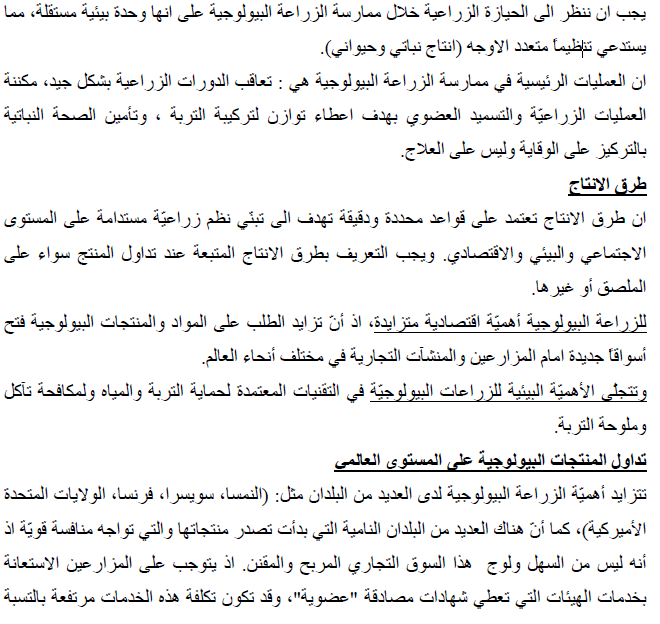 يجب ان ننظر الى الحيازة الزراعية خلال ممارسة الزراعة البيولوجية على انها وحدة بيئية مستقلة، مما
يستدعي تنظيماً متعدد الاوجه (انتاج نباتي وحيواني).
ان العمليات الرئيسية في ممارسة الزراعة البيولوجية هي : تعاقب الدورات الزراعية بشكل جيد، مكننة
العمليات الزراعيّة والتسميد العضوي بهدف اعطاء توازن لتركيبة التربة ، وتأمين الصحة النباتية
بالتركيز على الوقاية وليس على العلاج.
طرق الانتاج
ان طرق الانتاج تعتمد على قواعد محددة ودقيقة تهدف الى تبنّي نظم زراعيّة مستدامة على المستوى
الاجتماعي والبيئي والاقتصادي. ويجب التعريف بطرق الانتاج المتبعة عند تداول المنتج سواء على
الملصق أو غيرها.
للزراعة البيولوجية أهميّة اقتصادية متزايدة، اذ أنّ تزايد الطلب على المواد والمنتجات البيولوجية فتح
أسواقاً جديدة امام المزارعين والمنشآت التجارية في مختلف أنحاء العالم.
وتتجلّى الأهميّة البيئية للزراعات البيولوجيّة في التقنيات المعتمدة لحماية التربة والمياه ولمكافحة تآكل
وملوحة التربة.
تداول المنتجات البيولوجية على المستوى العالمي
تتزايد أهميّة الزراعة البيولوجية لدى العديد من البلدان مثل: (النمسا، سويسرا، فرنسا، الولايات المتحدة
الأميركية)، كما أنّ هناك العديد من البلدان النامية التي بدأت تصدر منتجاتها والتي تواجه منافسة قويّة اذ
أنه ليس من السهل ولوج هذا السوق التجاري المربح والمقنن. اذ يتوجب على المزارعين الاستعانة
بخدمات الهيئات التي تعطي شهادات مصادقة "عضوية"، وقد تكون تكلفة هذه الخدمات مرتفعة بالنسبة